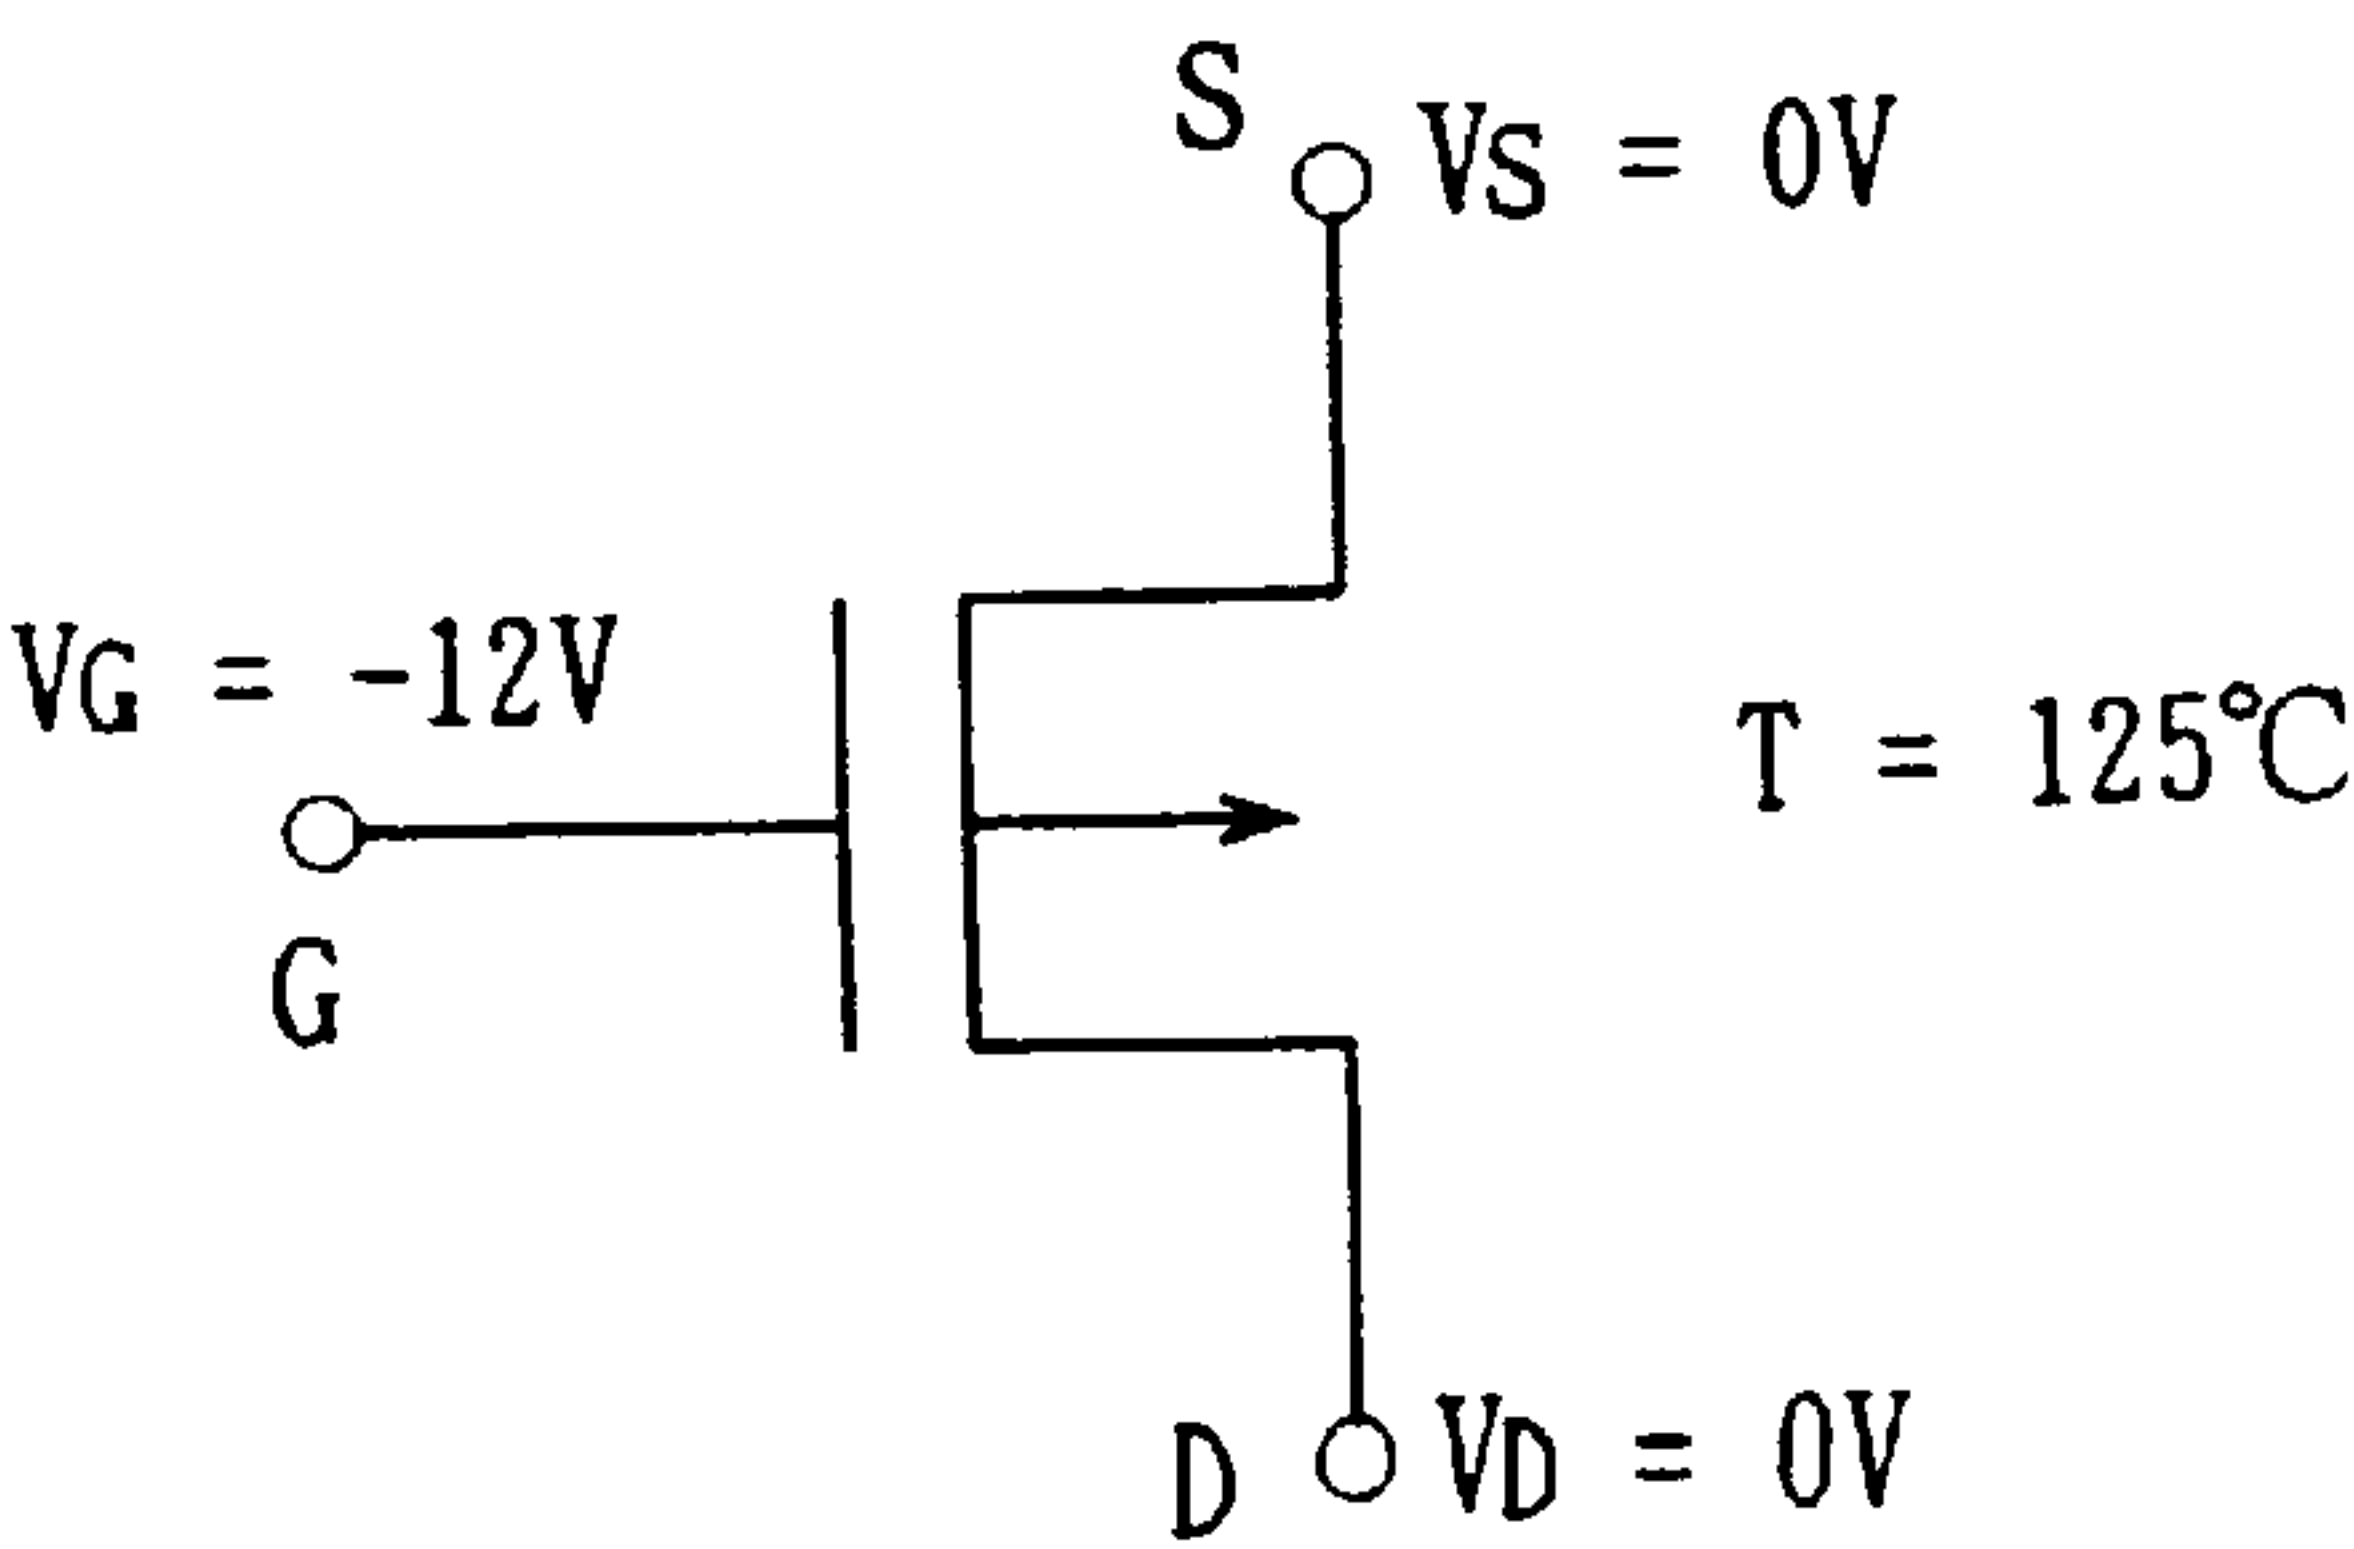 S
VS = 0V
VG = -12V
T = 125℃
G
D
VD = 0V